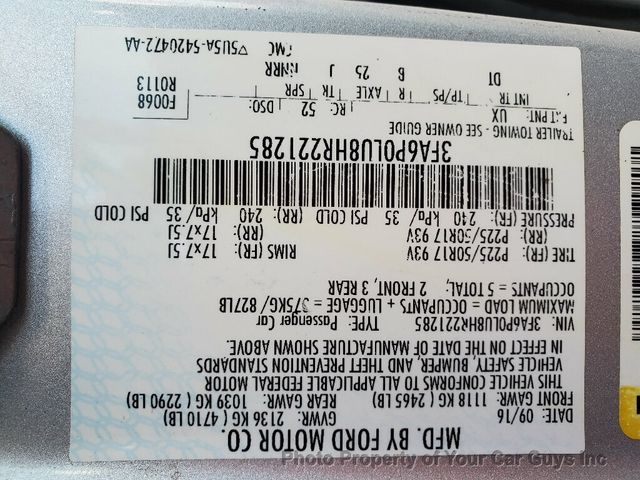 MFD. BY FORD MOTOR CO.
DATE: 09/16 GVWR: 2136 KG ( 4710 LB)
FRONT GAWR: 1118 KG ( 2465 LB) REAR GAWR: 1039 KG ( 2290 LB)
THIS VEHICLE CONFORMS TO ALL APPLICABLE FEDERAL MOTOR
VEHICLE SAFETY, BUMPER, AND THEFT PREVENTION STANDARDS
IN EFFECT ON THE DATE OF MANUFACTURE SHOWN ABOVE.
VIN: 3FA6P0LU8HR221285 TYPE: Passenger Car
MAXIMUM LOAD = OCCUPANTS + LUGGAGE = 375KG/ 827LB
OCCUPANTS: 5 TOTAL; 2 FRONT, 3 REAR
TIRE (FR) P225/50R17 93V RIMS (FR) 17x7.5J
(RR): P225/50R17 93V (RR): 17x7.5J
PRESSURE (FR) 240 kPa/ 35 PSI COLD (RR) 240 kPa/ 35 PSI COLD
3FA6P0LU8HR221285
TRAILER TOWING - SEE OWNER GUIDE
EXT PNT: UX RC: 52 DSO: F0068
INT TR TP/PS R AXLE TR SPR R0113
DT 6 25 J NNRR
FMC 5U5A-5420472-AA
Photo Property of Your Car Guys Inc